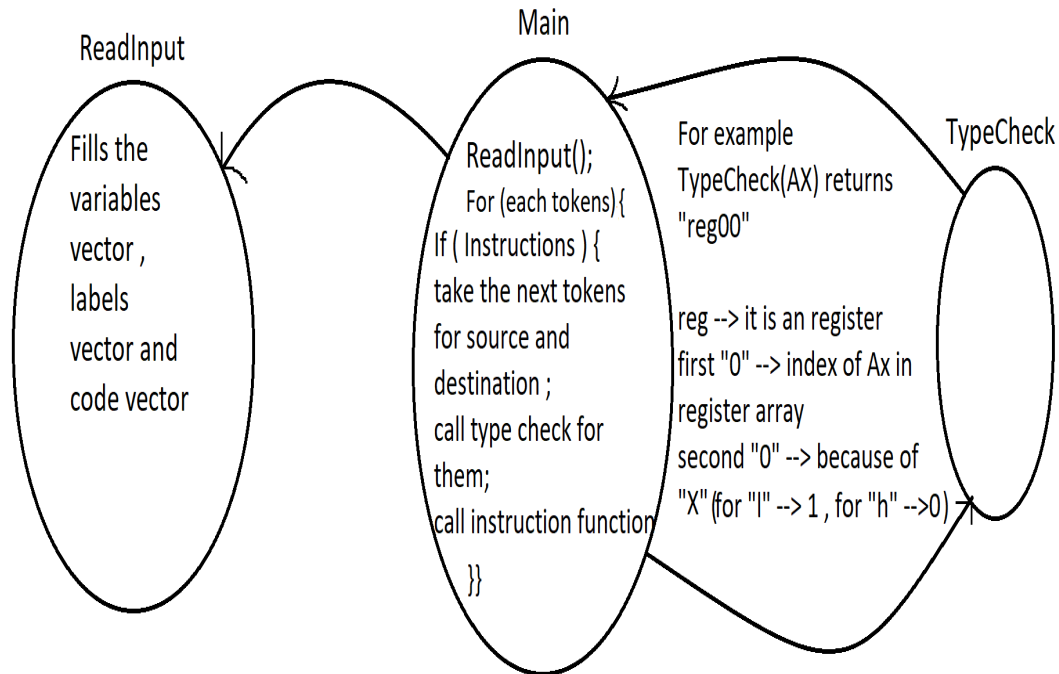 ReadInput
Fills the
variables
vector ,
labels
vector and
code vector
Main
ReadInput();
For (each tokens){
If ( Instructions ) {
take the next tokens
for source and
destination ;
call type check for
them;
call instruction function
}}
For example
TypeCheck(AX) returns
"reg00"
reg --> it is an register
first "0" --> index of Ax in
register array
second "0" --> because of
"X" (for "l" --> 1 , for "h" -->0)
TypeCheck